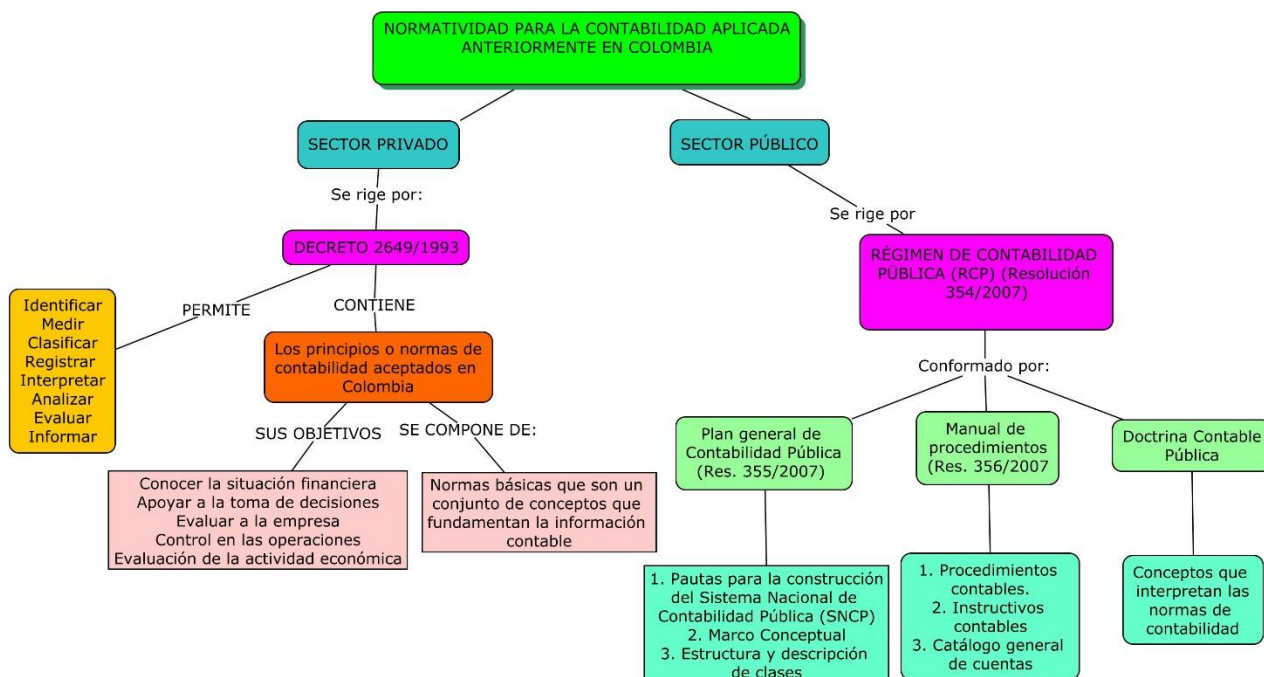 NORMATIVIDAD PARA LA CONTABILIDAD APLICADA
ANTERIORMENTE EN COLOMBIA
SECTOR PRIVADO
SECTOR PÚBLICO
Se rige por:
Se rige por
DECRETO 2649/1993
RÉGIMEN DE CONTABILIDAD
PÚBLICA (RCP) (Resolución
354/2007)
PERMITE
CONTIENE
Identificar
Medir
Clasificar
Registrar
Interpretar
Analizar
Evaluar
Informar
Los principios o normas de
contabilidad aceptados en
Colombia
Conformado por:
SUS OBJETIVOS
SE COMPONE DE:
Plan general de
Contabilidad Pública
(Res. 355/2007)
Manual de
procedimientos
(Res. 356/2007
Doctrina Contable
Pública
Conocer la situación financiera
Apoyar a la toma de decisiones
Evaluar a la empresa
Control en las operaciones
Evaluación de la actividad económica
Normas básicas que son un
conjunto de conceptos que
fundamentan la información
contable
1. Pautas para la construcción
del Sistema Nacional de
Contabilidad Pública (SNCP)
2. Marco Conceptual
3. Estructura y descripción
de clases
1. Procedimientos
contables.
2. Instructivos
contables
3. Catálogo general
de cuentas
Conceptos que
interpretan las
normas de
contabilidad